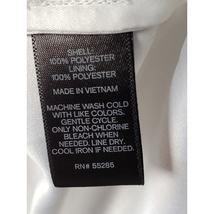 SHELL:
100% POLYESTER
LINING:
100% POLYESTER
MADE IN VIETNAM
MACHINE WASH COLD
WITH LIKE COLORS.
GENTLE CYCLE.
ONLY NON-CHLORINE
BLEACH WHEN
NEEDED. LINE DRY.
COOL IRON IF NEEDED.
RN# 55285